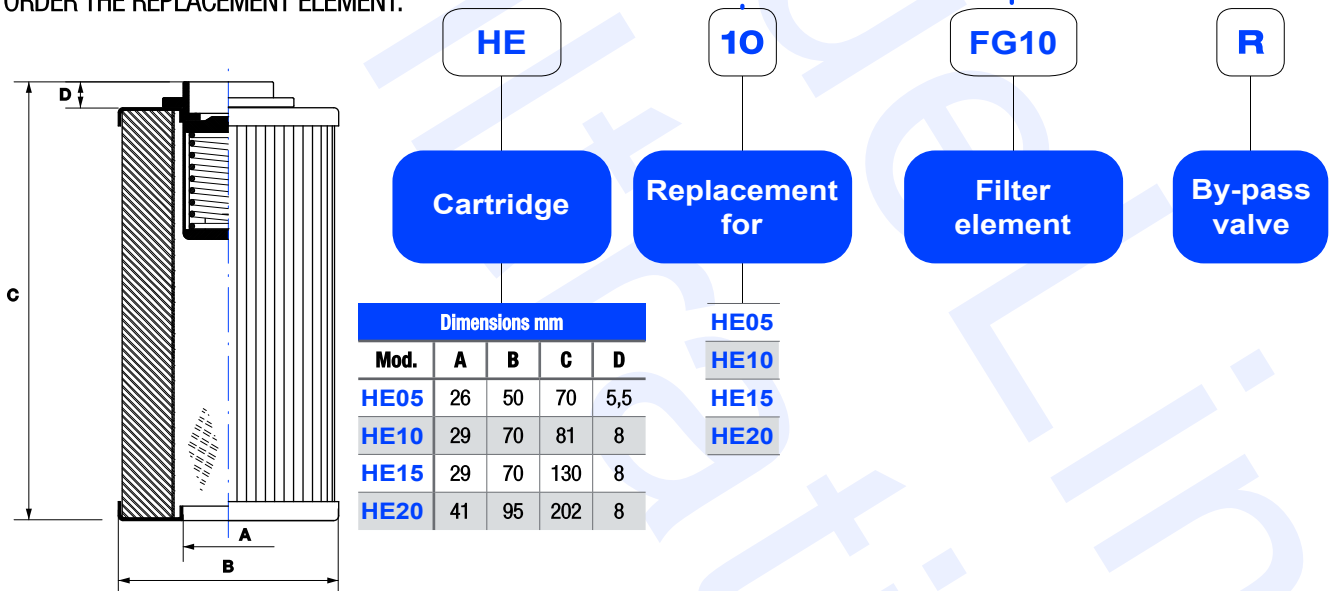 ORDER THE REPLACEMENT ELEMENT.
HE 10 FG10 R
Cartridge
Replacement for
Filter element
By-pass valve
D
C
A
B
Dimensions mm
Mod. A B C D
HE05 26 50 70 5,5
HE10 29 70 81 8
HE15 29 70 130 8
HE20 41 95 202 8
HE05
HE10
HE15
HE20